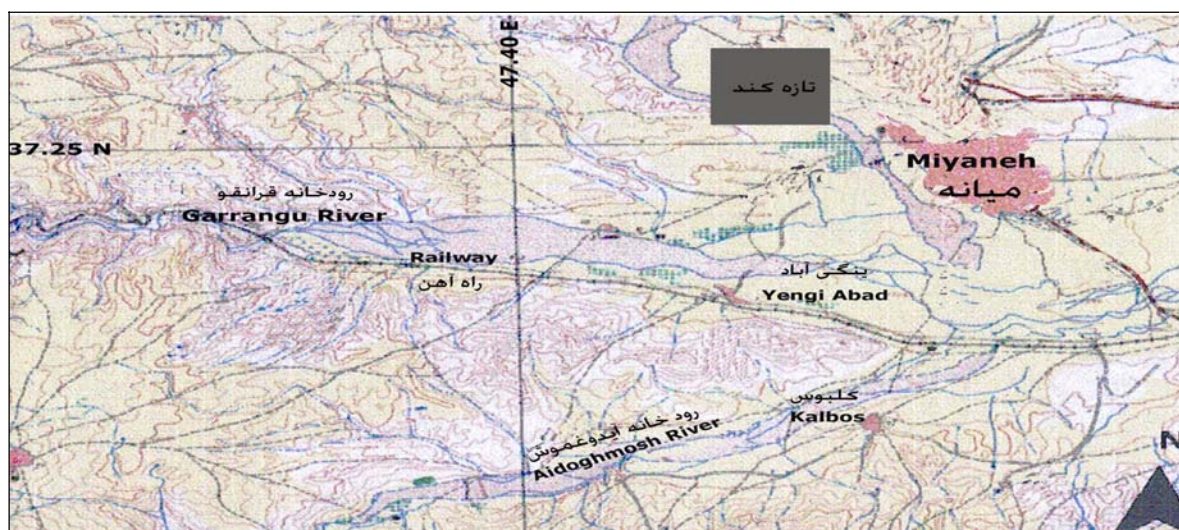 47.40 E
تازه کند
37.25 N
Miyaneh
میانه
رودخانه قرانقو
Garrangu River
Railway
راه آهن
ینگی آباد
Yengi Abad
کلبوس
Kalbos
رود خانه آیدوغموش
Aidoghmosh River
N